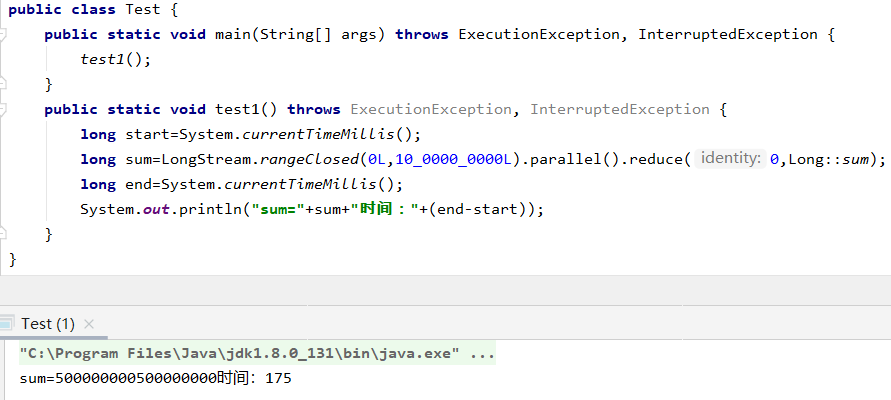 public class Test {
public static void main(String[] args) throws ExecutionException, InterruptedException {
test1();
}
public static void test1() throws ExecutionException, InterruptedException {
long start=System.currentTimeMillis();
long sum=LongStream.rangeClosed(0L,10_0000_0000L).parallel().reduce( identity: 0,Long::sum);
long end=System.currentTimeMillis();
System.out.println("sum="+sum+"时间："+(end-start));
}
}
Test (1) ×
"C:\Program Files\Java\jdk1.8.0_131\bin\java.exe" ...
sum=500000000500000000时间：175